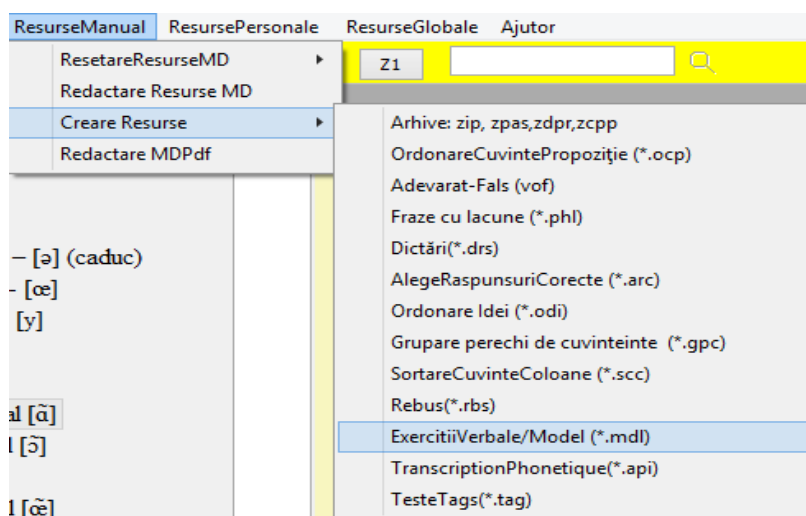 ResurseManual ResursePersonale ResurseGlobale Ajutor
ResetareResurseMD
Redactare Resurse MD
Creare Resurse
Redactare MDPdf
Z1
Arhive: zip, zpas,zdpr,zcpp
OrdonareCuvintePropoziţie (*.ocp)
Adevarat-Fals (vof)
Fraze cu lacune (*.phl)
Dictări(*.drs)
AlegeRaspunsuriCorecte (*.arc)
Ordonare Idei (*.odi)
Grupare perechi de cuvinteinte (*.gpc)
SortareCuvinteColoane (*.scc)
Rebus(*.rbs)
ExercitiiVerbale/Model (*.mdl)
TranscriptionPhonetique(*.api)
TesteTags(*.tag)
– [ə] (caduc)
- [œ]
[y]
al [ɑ̃]
l [ɔ̃]
l [œ̃]